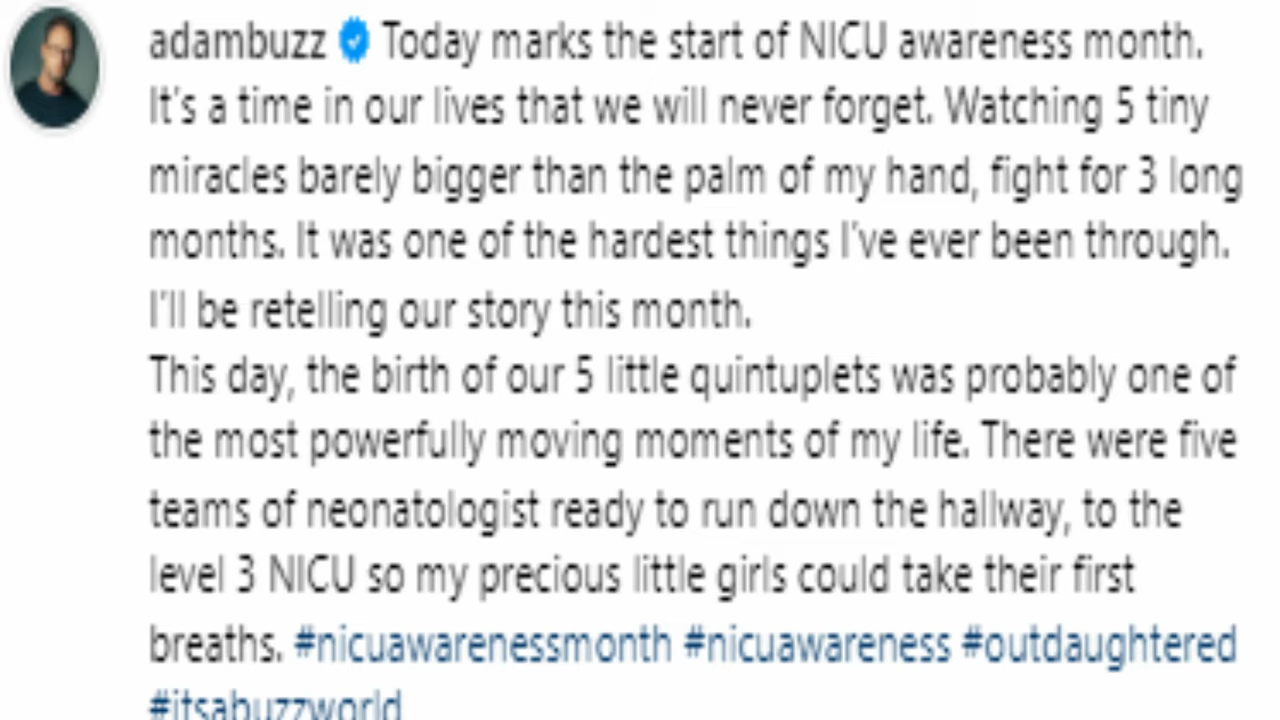 adambuzz Today marks the start of NICU awareness month.
It's a time in our lives that we will never forget. Watching 5 tiny
miracles barely bigger than the palm of my hand, fight for 3 long
months. It was one of the hardest things I've ever been through.
I'll be retelling our story this month.
This day, the birth of our 5 little quintuplets was probably one of
the most powerfully moving moments of my life. There were five
teams of neonatologist ready to run down the hallway, to the
level 3 NICU so my precious little girls could take their first
breaths. #nicuawarenessmonth #nicuawareness #outdaughtered
#itsabuzzworld